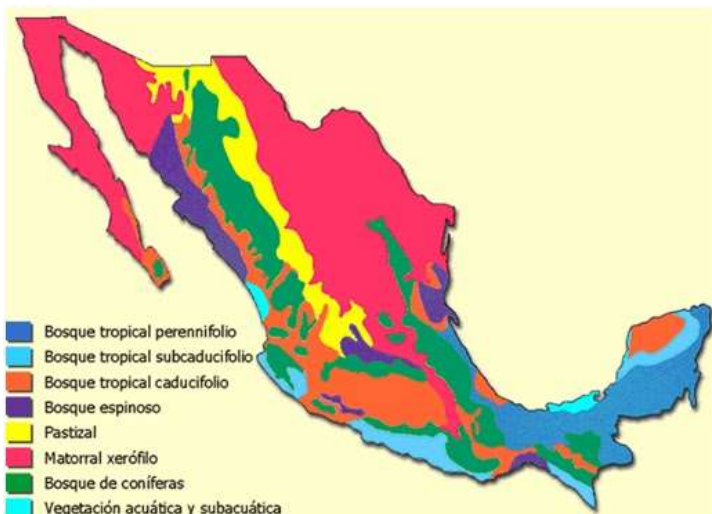 Bosque tropical perennifolio
Bosque tropical subcaducifolio
Bosque tropical caducifolio
Bosque espinoso
Pastizal
Matorral xerófilo
Bosque de coníferas
Vegetación acuática y subacuática